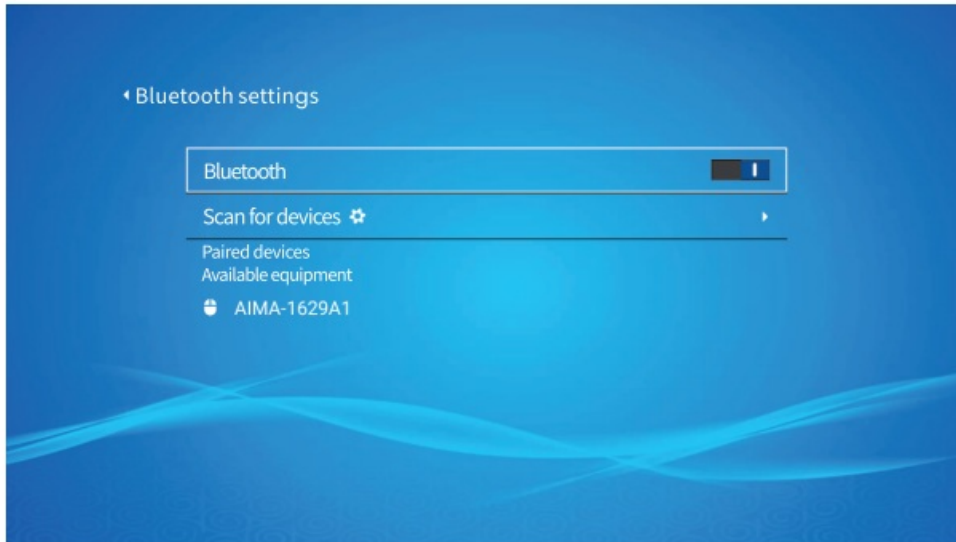 Bluetooth settings
Bluetooth
Scan for devices
Paired devices
Available equipment
AIMA-1629A1